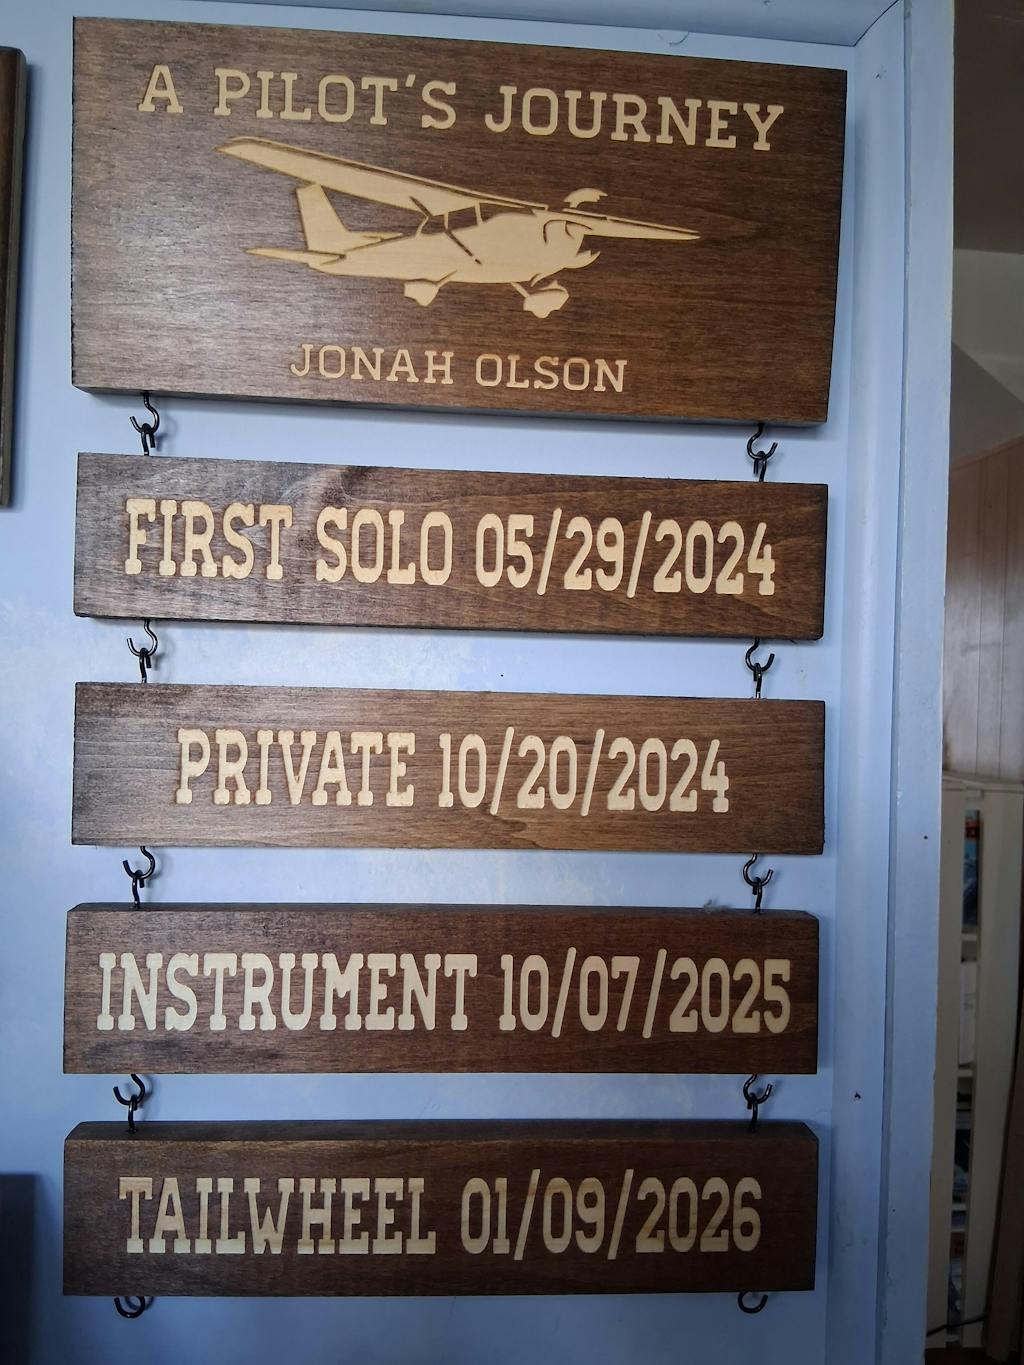 A PILOT'S JOURNEY
JONAH OLSON
FIRST SOLO 05/29/2024
PRIVATE 10/20/2024
INSTRUMENT 10/07/2025
TAILWHEEL 01/09/2026